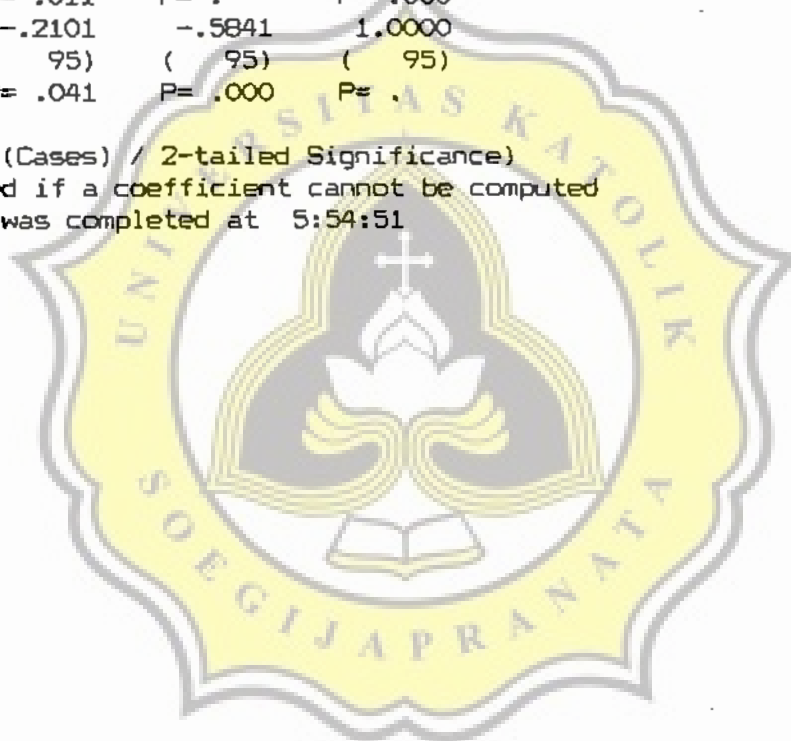 -.2101 -.5841 1.0000
95) ( 95) ( 95)
= .041 P= .000 P= .
(Cases) / 2-tailed Significance)
d if a coefficient cannot be computed
was completed at 5:54:51
UNIVERSITAS KATOLIK
SOEGIJAPRANATA